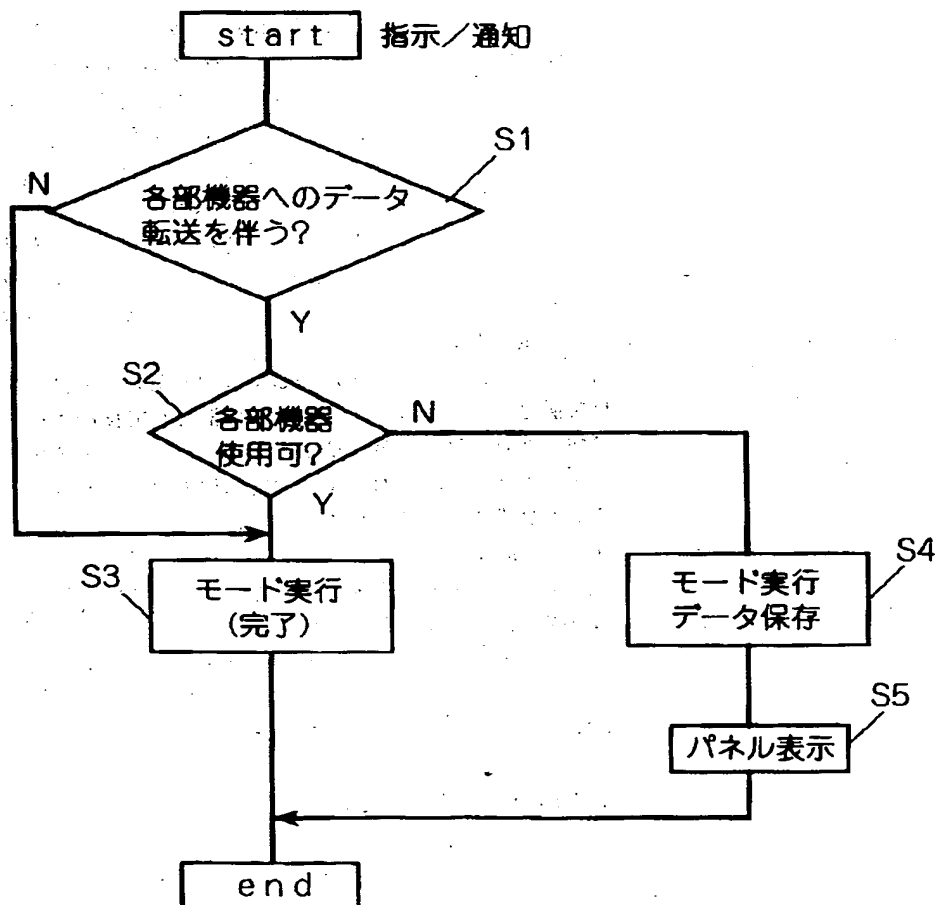 start
指示/通知
S1
N
各部機器へのデータ
転送を伴う?
Y
S2
各部機器
使用可?
N
Y
S3
モード実行
(完了)
S4
モード実行
データ保存
S5
パネル表示
end